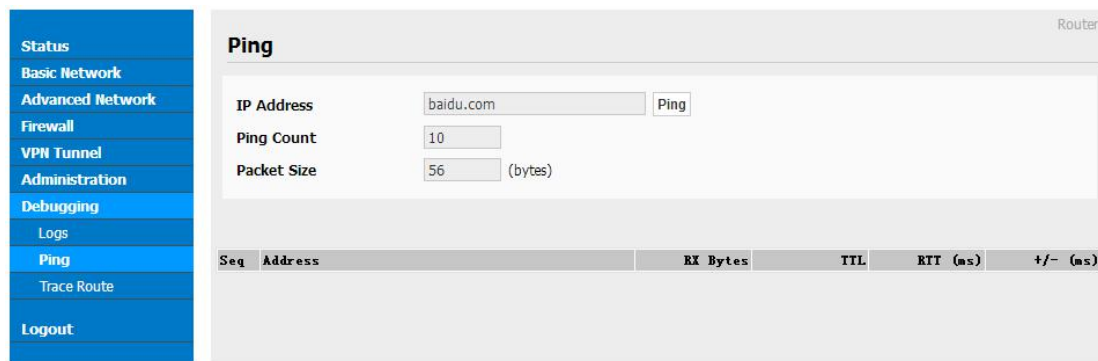 Router
Status
Basic Network
Advanced Network
Firewall
VPN Tunnel
Administration
Debugging
Logs
Ping
Trace Route
Logout
Ping
IP Address baidu.com Ping
Ping Count 10
Packet Size 56 (bytes)
Seq Address RX Bytes TTL RTT (ms) +/- (ms)